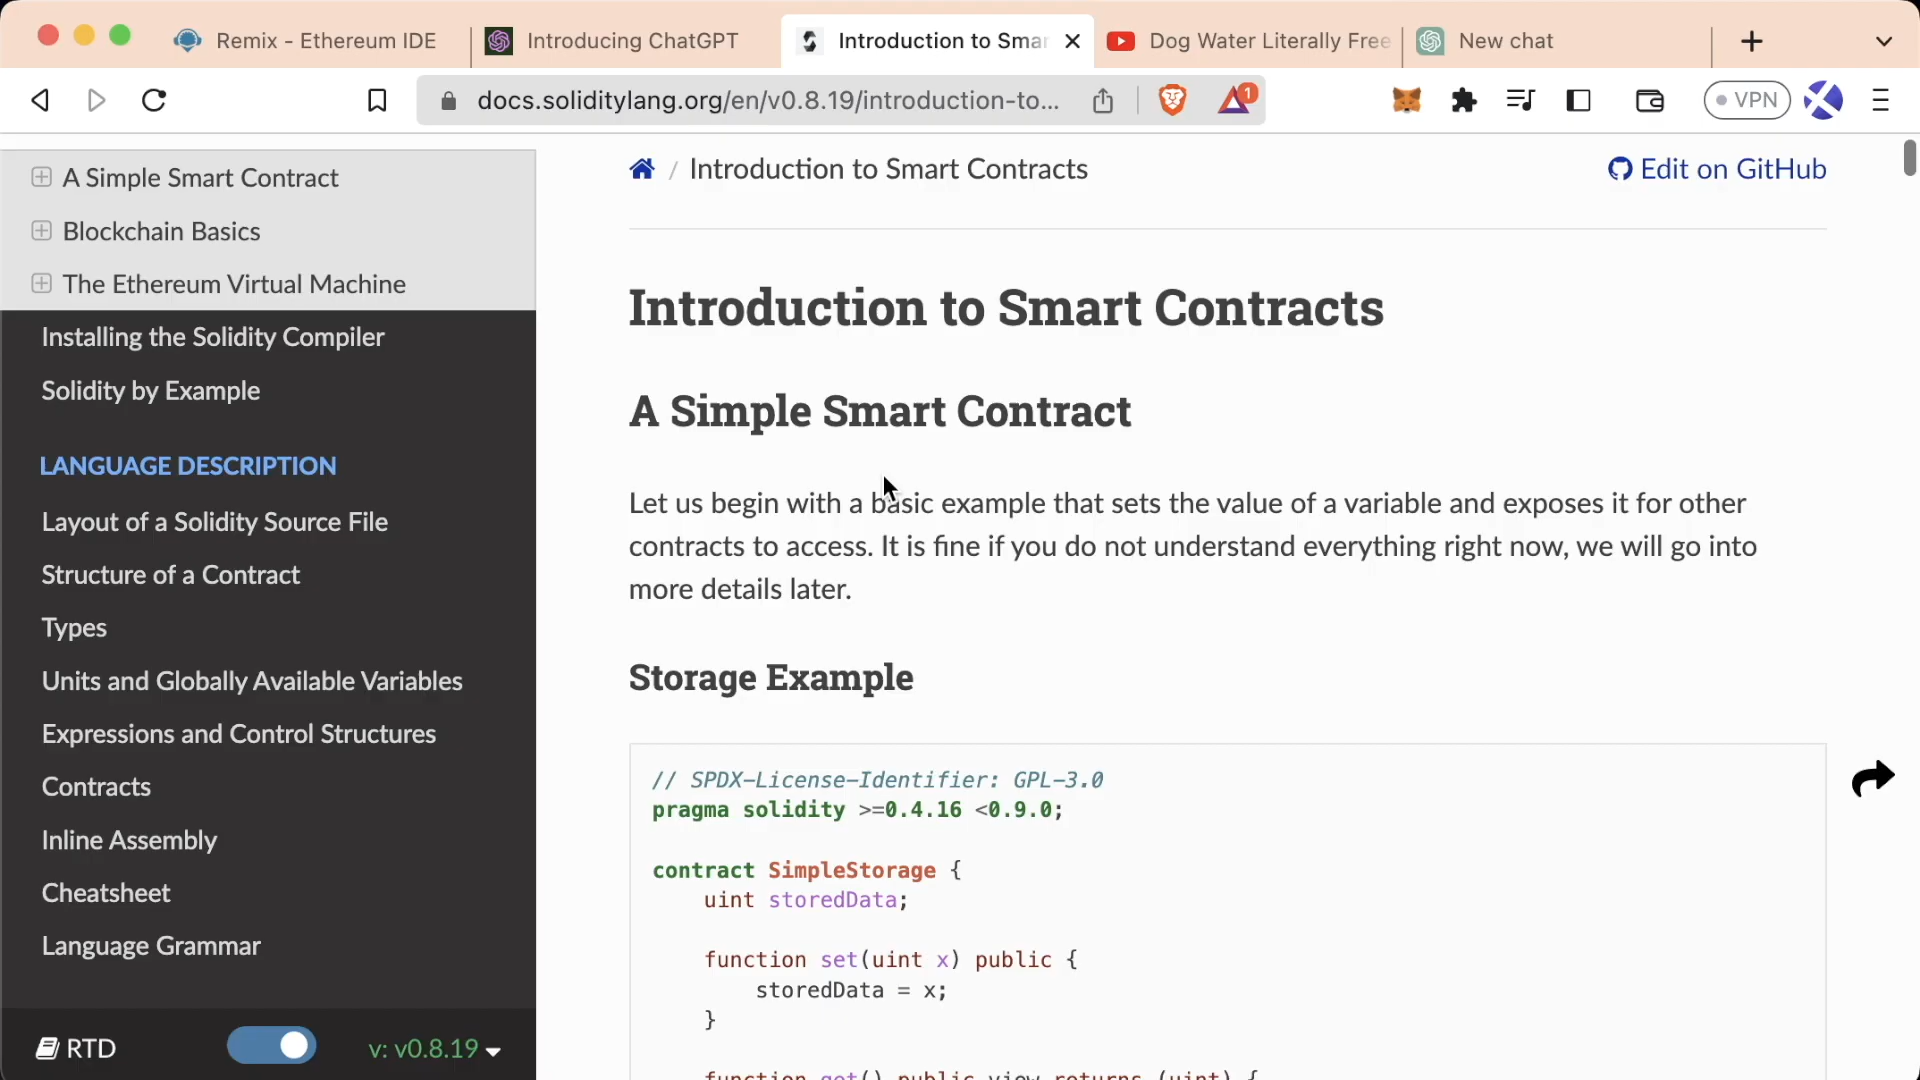 Remix - Ethereum IDE
Introducing ChatGPT
Introduction to Smar
Dog Water Literally Free
New chat
docs.soliditylang.org/en/v0.8.19/introduction-to...
1
VPN
A Simple Smart Contract
Blockchain Basics
The Ethereum Virtual Machine
Installing the Solidity Compiler
Solidity by Example
LANGUAGE DESCRIPTION
Layout of a Solidity Source File
Structure of a Contract
Types
Units and Globally Available Variables
Expressions and Control Structures
Contracts
Inline Assembly
Cheatsheet
Language Grammar
RTD
v: v0.8.19
/ Introduction to Smart Contracts
Edit on GitHub
Introduction to Smart Contracts
A Simple Smart Contract
Let us begin with a basic example that sets the value of a variable and exposes it for other
contracts to access. It is fine if you do not understand everything right now, we will go into
more details later.
Storage Example
// SPDX-License-Identifier: GPL-3.0
pragma solidity >=0.4.16 <0.9.0;
contract SimpleStorage {
uint storedData;
function set(uint x) public {
storedData = x;
}
function get() public view returns (uint) {